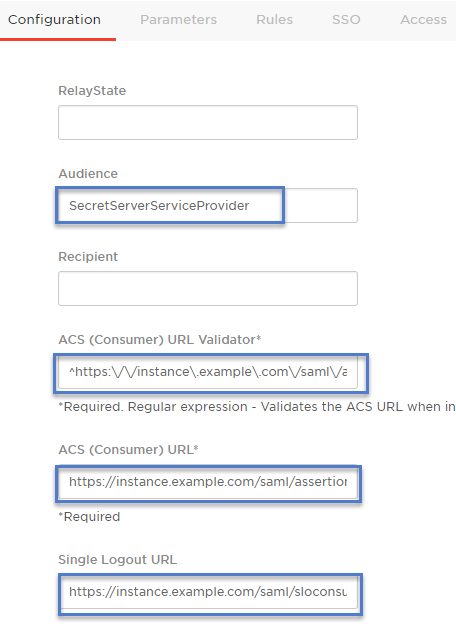 Configuration Parameters Rules SSO Access
RelayState
Audience
SecretServerServiceProvider
Recipient
ACS (Consumer) URL Validator*
^https:\/\/instance\.example\.com\/saml\/a
*Required. Regular expression - Validates the ACS URL when in
ACS (Consumer) URL*
https://instance.example.com/saml/assertion
*Required
Single Logout URL
https://instance.example.com/saml/sloconsu